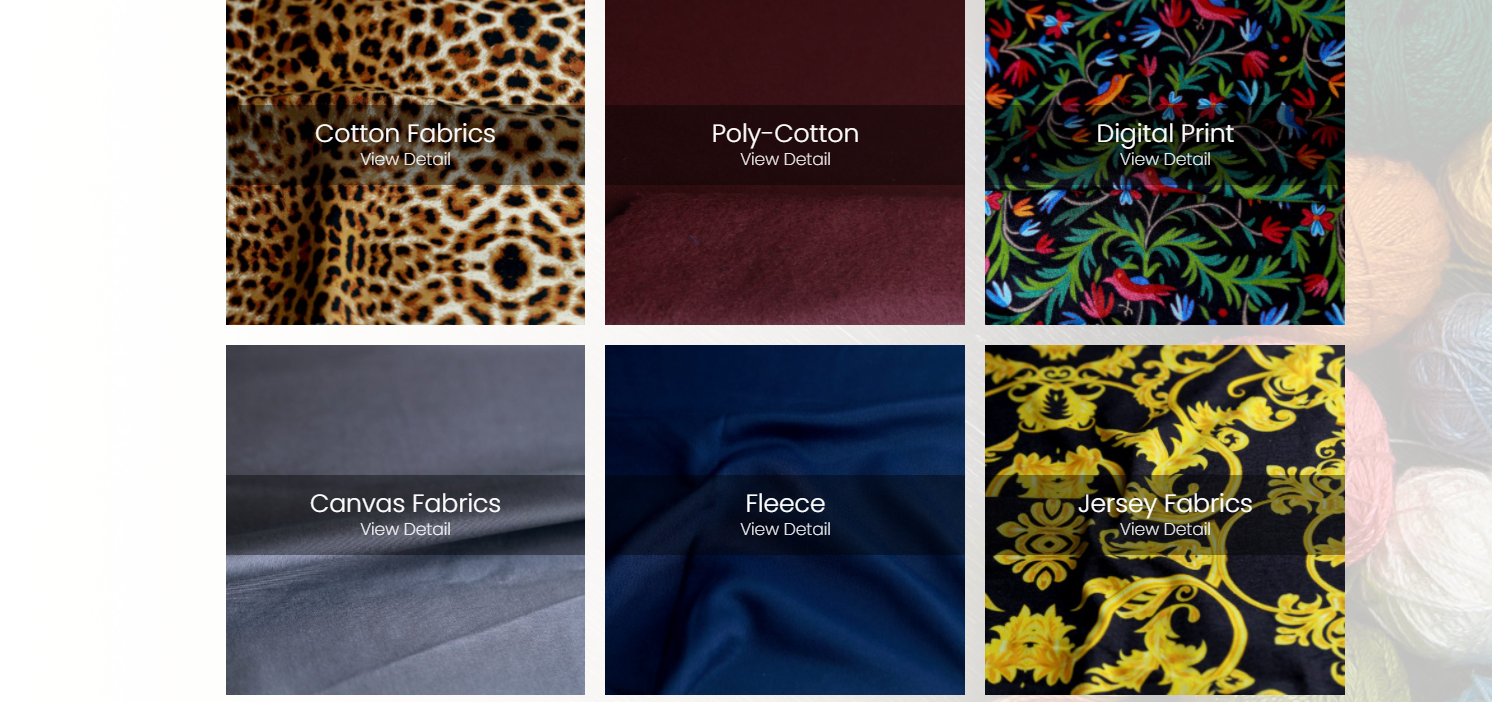 Cotton Fabrics
View Detail
Poly-Cotton
View Detail
Digital Print
View Detail
Canvas Fabrics
View Detail
Fleece
View Detail
Jersey Fabrics
View Detail